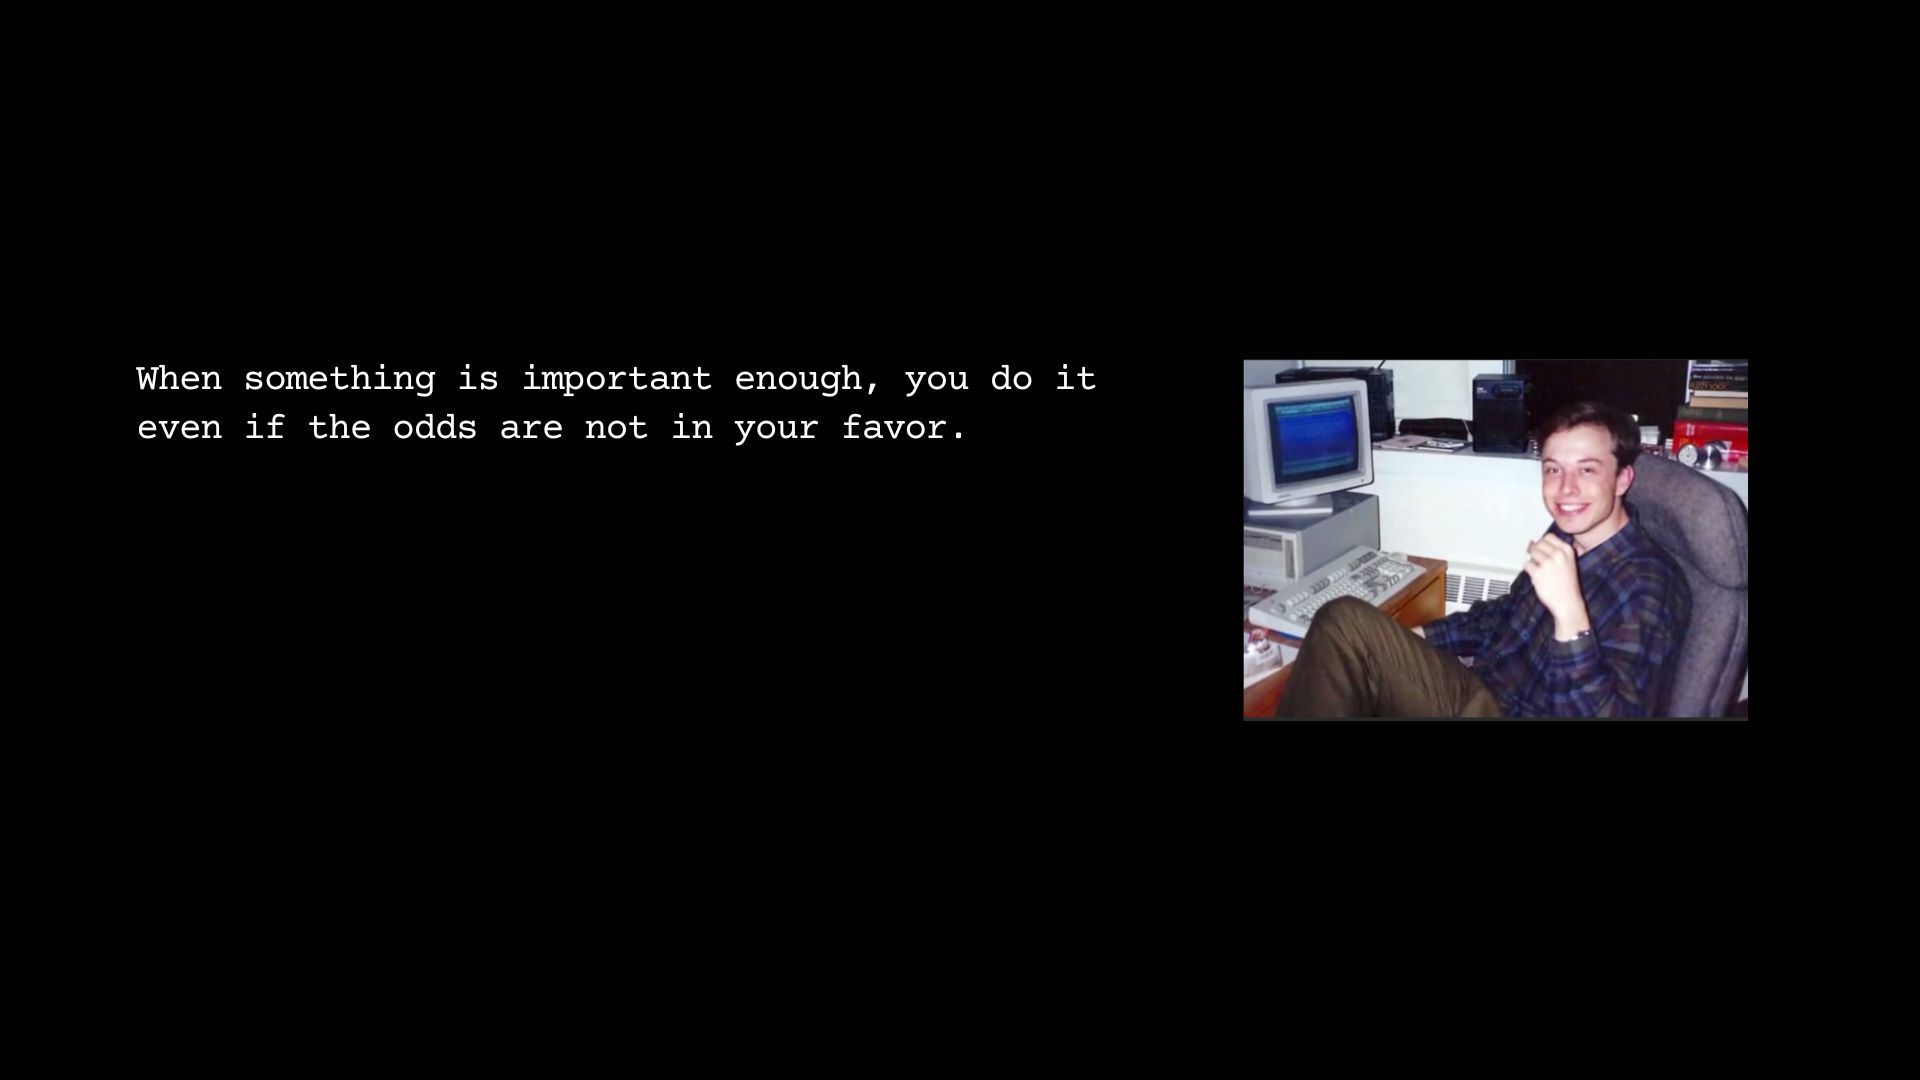 When something is important enough, you do it
even if the odds are not in your favor.